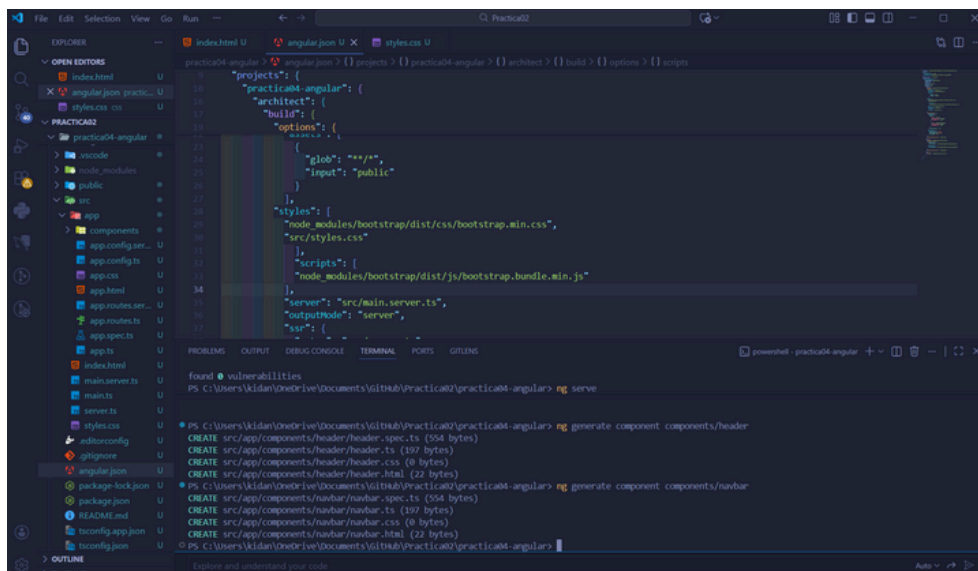 File Edit Selection View Go Run ···
Practica02
EXPLORER
OPEN EDITORS
index.html U
angular.json practic... U
styles.css css U
PRACTICA02
practica04-angular
.vscode
node_modules
public
src
app
components
app.config.ser... U
app.config.ts U
app.css U
app.html U
app.routes.ser... U
app.routes.ts U
app.spec.ts U
app.ts U
index.html U
main.server.ts U
main.ts U
server.ts U
styles.css U
.editorconfig U
.gitignore U
angular.json U
package-lock.json U
package.json U
README.md U
tsconfig.app.json U
tsconfig.json U
OUTLINE
index.html U
angular.json U
styles.css U
practica04-angular > angular.json > {} projects > {} practica04-angular > {} architect > {} build > {} options > [ ] scripts
"projects": {
"practica04-angular": {
"architect": {
"build": {
"options": {
"assets": [
{
"glob": "**/*",
"input": "public"
}
],
"styles": [
"node_modules/bootstrap/dist/css/bootstrap.min.css",
"src/styles.css"
],
"scripts": [
"node_modules/bootstrap/dist/js/bootstrap.bundle.min.js"
34 ],
"server": "src/main.server.ts",
"outputMode": "server",
"ssr": {
PROBLEMS OUTPUT DEBUG CONSOLE TERMINAL PORTS GITLENS
powershell - practica04-angular
found 0 vulnerabilities
PS C:\Users\kidan\OneDrive\Documents\GitHub\Practica02\practica04-angular> ng serve
PS C:\Users\kidan\OneDrive\Documents\GitHub\Practica02\practica04-angular> ng generate component components/header
CREATE src/app/components/header/header.spec.ts (554 bytes)
CREATE src/app/components/header/header.ts (197 bytes)
CREATE src/app/components/header/header.css (0 bytes)
CREATE src/app/components/header/header.html (22 bytes)
PS C:\Users\kidan\OneDrive\Documents\GitHub\Practica02\practica04-angular> ng generate component components/navbar
CREATE src/app/components/navbar/navbar.spec.ts (554 bytes)
CREATE src/app/components/navbar/navbar.ts (197 bytes)
CREATE src/app/components/navbar/navbar.css (0 bytes)
CREATE src/app/components/navbar/navbar.html (22 bytes)
PS C:\Users\kidan\OneDrive\Documents\GitHub\Practica02\practica04-angular>
Explore and understand your code
Auto